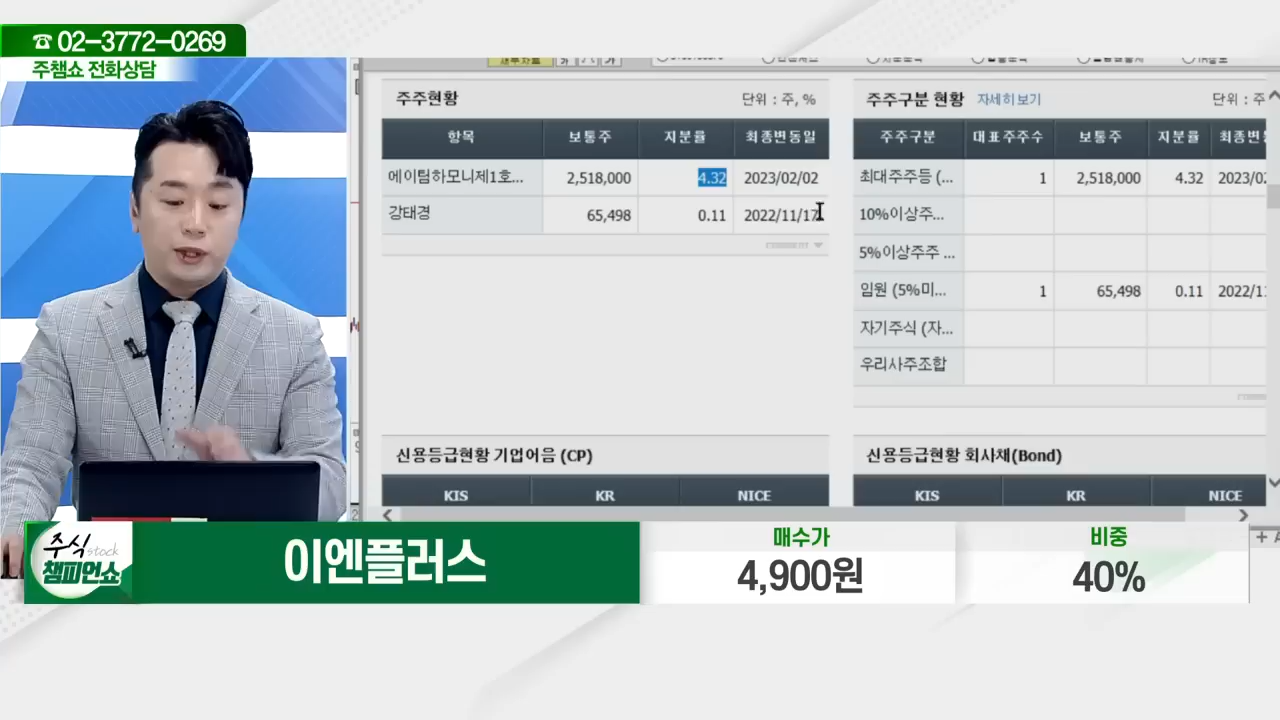 ☎ 02-3772-0269
주챔쇼 전화상담
주주현황
단위 : 주, %
항목 보통주 지분율 최종변동일
에이팀하모니제1호... 2,518,000 4.32 2023/02/02
강태경 65,498 0.11 2022/11/17
주주구분 현황 자세히보기
단위 : 주
주주구분 대표주주수 보통주 지분율 최종변
최대주주등 (... 1 2,518,000 4.32 2023/02
10%이상주...
5%이상주주 ...
임원 (5%미... 1 65,498 0.11 2022/1
자기주식 (자...
우리사주조합
신용등급현황 기업어음 (CP)
KIS KR NICE
신용등급현황 회사채(Bond)
KIS KR NICE
주식 stock
챔피언쇼
이엔플러스
매수가
4,900원
비중
40%